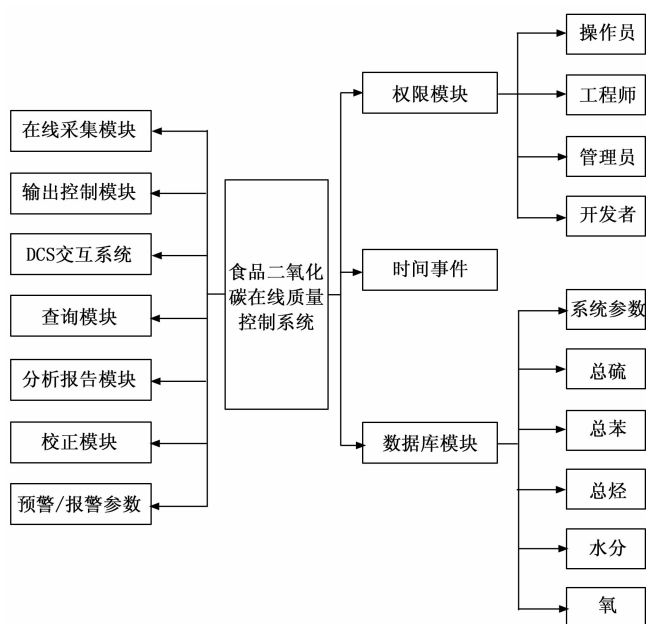 在线采集模块
输出控制模块
DCS交互系统
查询模块
分析报告模块
校正模块
预警/报警参数
食品二氧化
碳在线质量
控制系统
权限模块
时间事件
数据库模块
操作员
工程师
管理员
开发者
系统参数
总硫
总苯
总烃
水分
氧